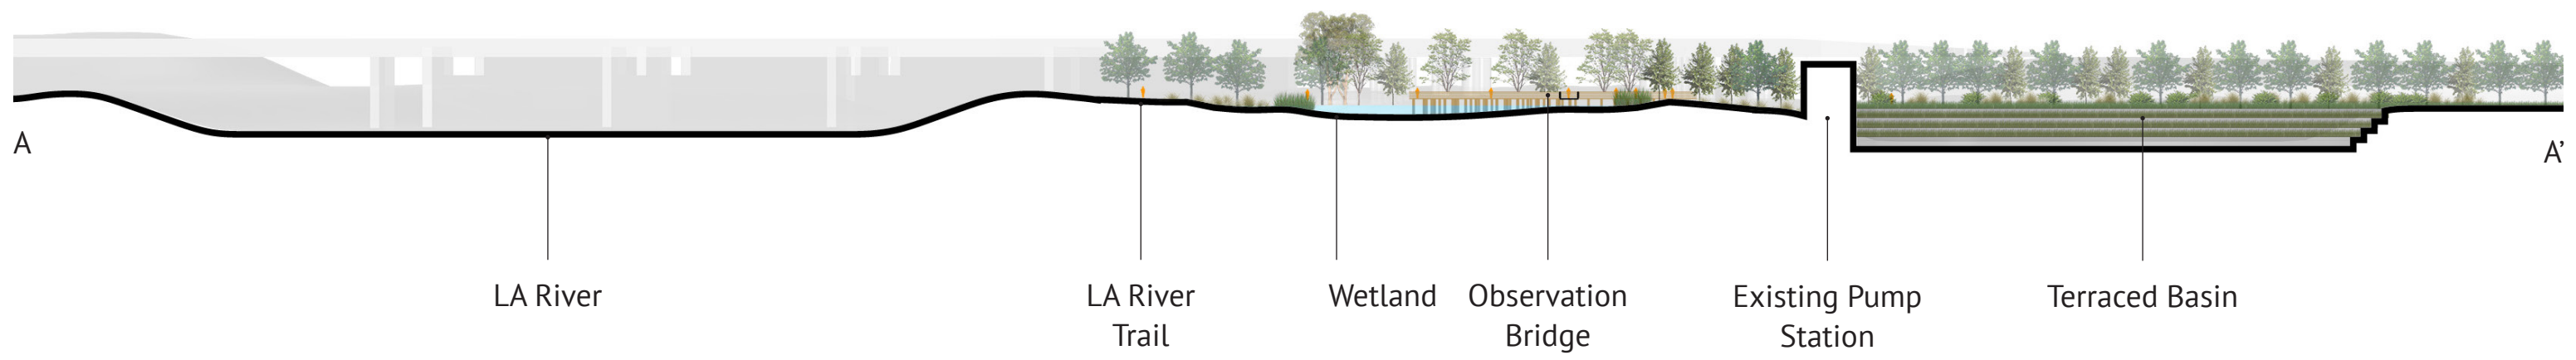 A
A’
LA River
LA River
Trail
Wetland
Observation
Bridge
Existing Pump
Station
Terraced Basin